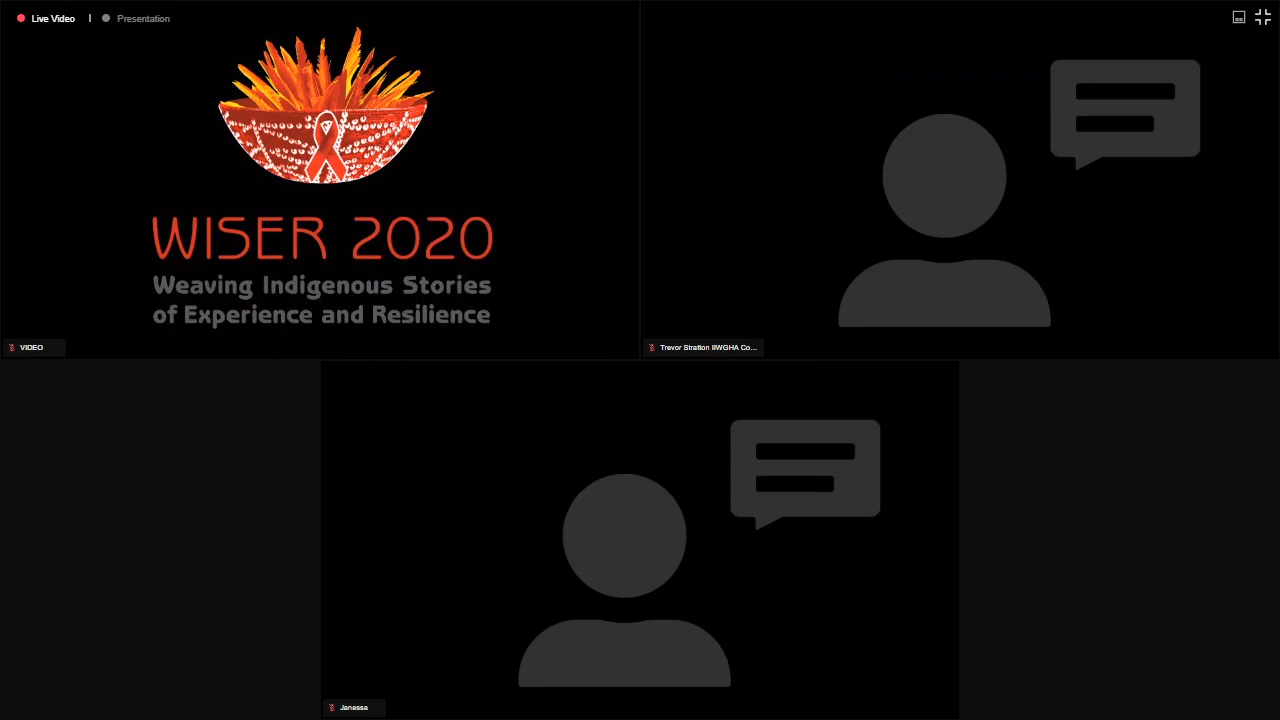 Live Video
Presentation
WISER 2020
Weaving Indigenous Stories
of Experience and Resilience
VIDEO
Trevor Stratton IIWGHA Co...
Janessa